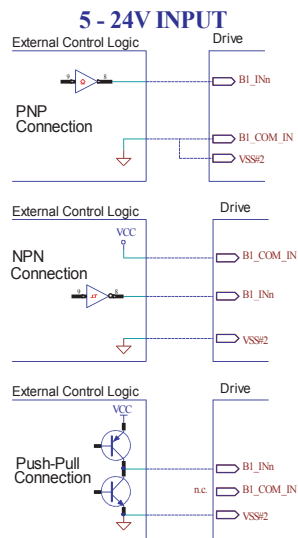 5 - 24V INPUT
External Control Logic
Drive
9
8
B1_INn
PNP
Connection
B1_COM_IN
VSS#2
External Control Logic
Drive
VCC
B1_COM_IN
NPN
Connection
9
8
B1_INn
VSS#2
External Control Logic
Drive
VCC
Push-Pull
Connection
B1_INn
n.c.
B1_COM_IN
VSS#2